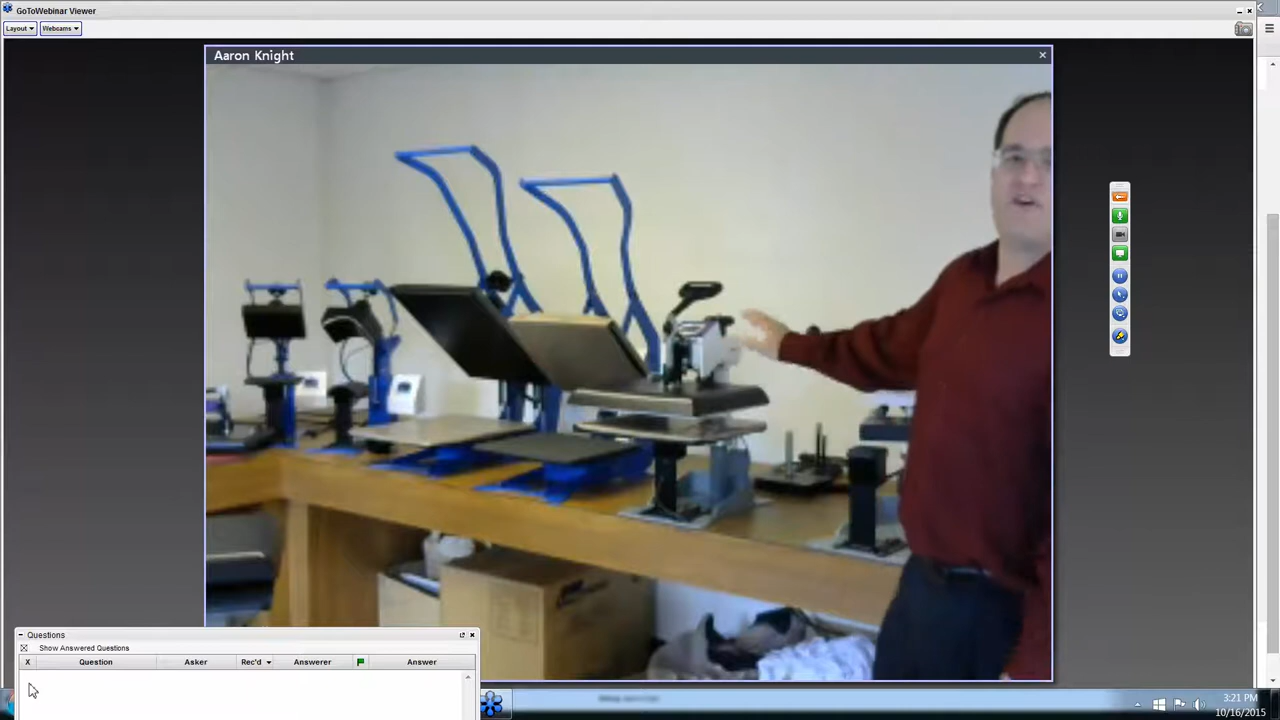 GoToWebinar Viewer
Layout
Webcams
Aaron Knight
Questions
Show Answered Questions
X Question Asker Rec'd Answerer Answer
3:21 PM
10/16/2015